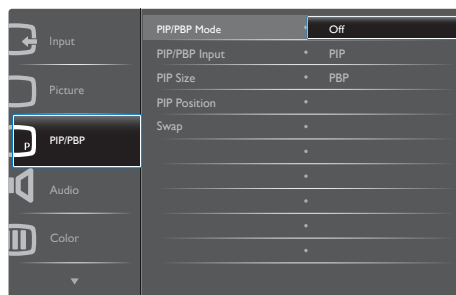 Input
Picture
P
PIP/PBP
Audio
Color
PIP/PBP Mode
PIP/PBP Input
PIP Size
PIP Position
Swap
Off
PIP
PBP